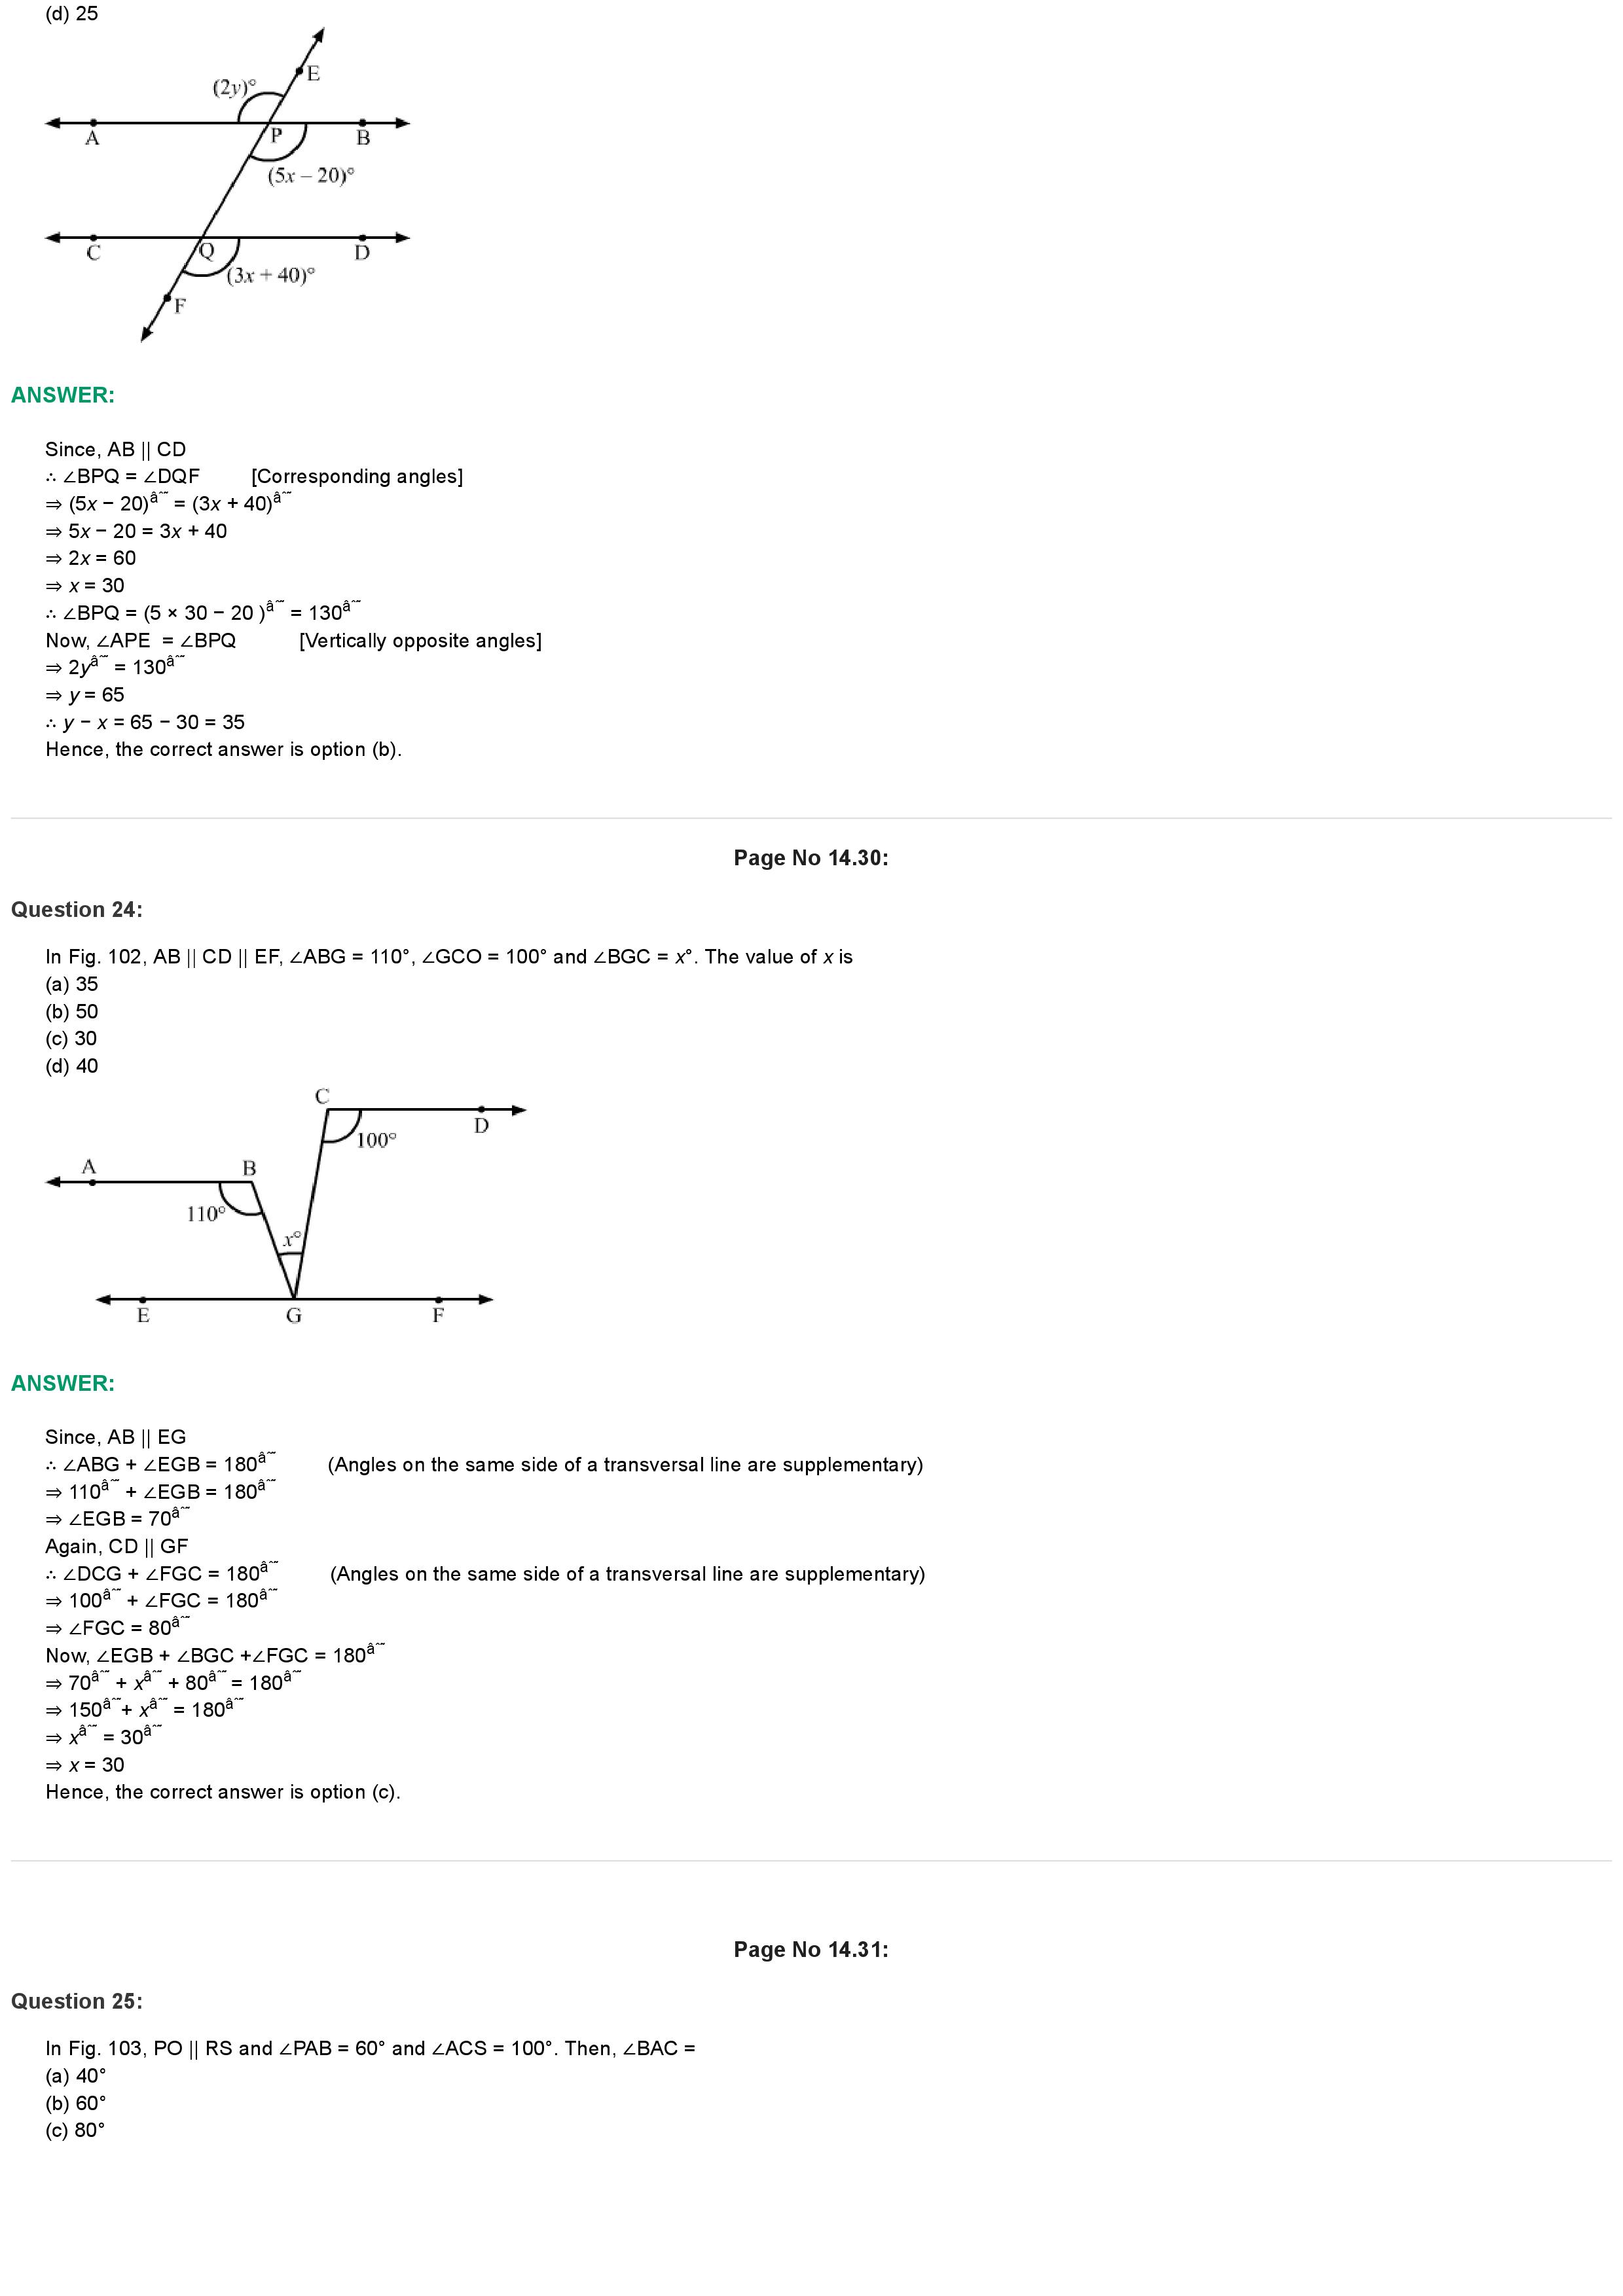 (d) 25
E
(2y)°
A
P
B
(5x – 20)°
C
Q
D
(3x + 40)°
F
ANSWER:
Since, AB || CD
∴ ∠BPQ = ∠DQF [Corresponding angles]
⇒ (5x − 20)â˜ = (3x + 40)â˜
⇒ 5x − 20 = 3x + 40
⇒ 2x = 60
⇒ x = 30
∴ ∠BPQ = (5 × 30 − 20 )â˜ = 130â˜
Now, ∠APE = ∠BPQ [Vertically opposite angles]
⇒ 2yâ˜ = 130â˜
⇒ y = 65
∴ y − x = 65 − 30 = 35
Hence, the correct answer is option (b).
Page No 14.30:
Question 24:
In Fig. 102, AB || CD || EF, ∠ABG = 110°, ∠GCO = 100° and ∠BGC = x°. The value of x is
(a) 35
(b) 50
(c) 30
(d) 40
C
D
100°
A
B
110°
x°
E
G
F
ANSWER:
Since, AB || EG
∴ ∠ABG + ∠EGB = 180â˜ (Angles on the same side of a transversal line are supplementary)
⇒ 110â˜ + ∠EGB = 180â˜
⇒ ∠EGB = 70â˜
Again, CD || GF
∴ ∠DCG + ∠FGC = 180â˜ (Angles on the same side of a transversal line are supplementary)
⇒ 100â˜ + ∠FGC = 180â˜
⇒ ∠FGC = 80â˜
Now, ∠EGB + ∠BGC +∠FGC = 180â˜
⇒ 70â˜ + xâ˜ + 80â˜ = 180â˜
⇒ 150â˜+ xâ˜ = 180â˜
⇒ xâ˜ = 30â˜
⇒ x = 30
Hence, the correct answer is option (c).
Page No 14.31:
Question 25:
In Fig. 103, PO || RS and ∠PAB = 60° and ∠ACS = 100°. Then, ∠BAC =
(a) 40°
(b) 60°
(c) 80°